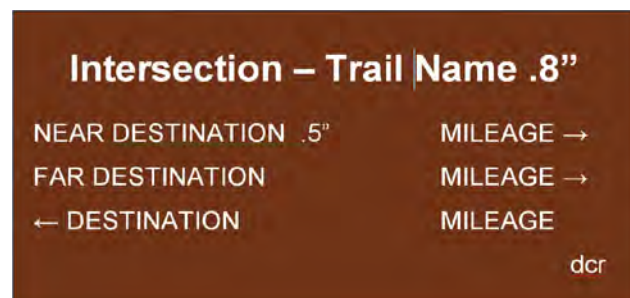 Intersection – Trail Name .8”
NEAR DESTINATION .5” MILEAGE →
FAR DESTINATION MILEAGE →
← DESTINATION MILEAGE
dcr